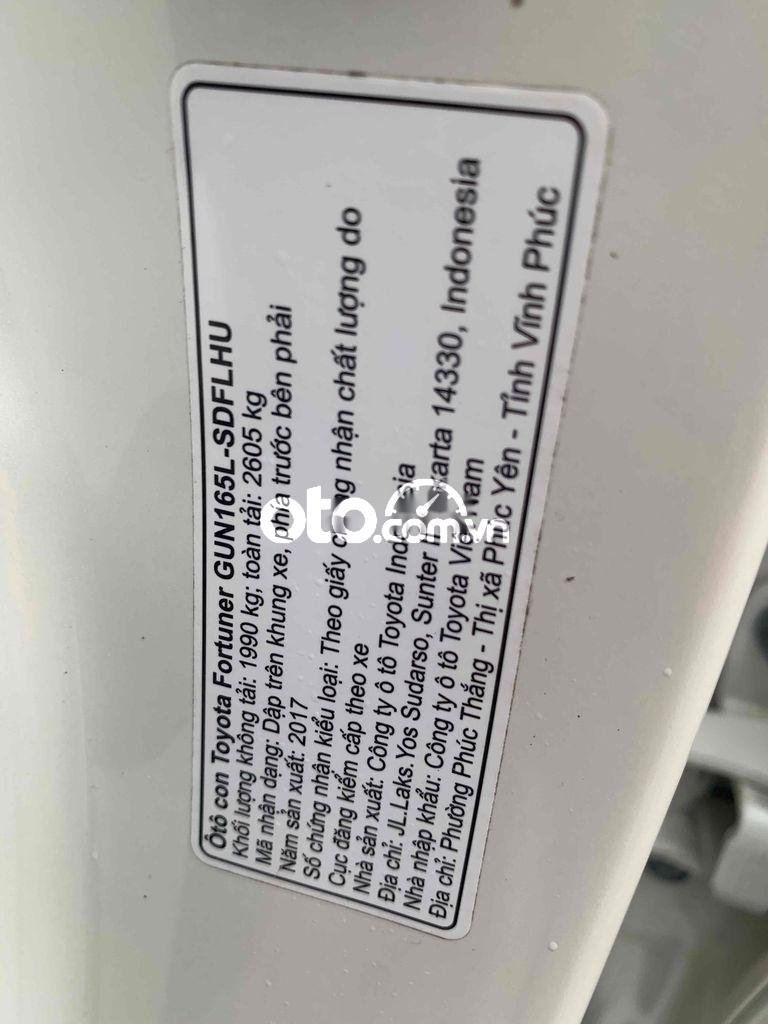 Ôtô con Toyota Fortuner GUN165L-SDFLHU
Khối lượng không tải: 1990 kg; toàn tải: 2605 kg
Mã nhận dạng: Dập trên khung xe, phía trước bên phải
Năm sản xuất: 2017
Số chứng nhận kiểu loại: Theo giấy nhận chất lượng do
Cục đăng kiểm cấp theo xe
Nhà sản xuất: Công ty ô tô Toyota
Địa chỉ: JL.Laks.Yos Sudarso, Sunter 14330, Indonesia
Nhà nhập khẩu: Công ty ô tô Toyota Việt Nam
Địa chỉ: Phường Phúc Thắng - Thị xã Phúc Yên - Tỉnh Vĩnh Phúc
oto.com.vn